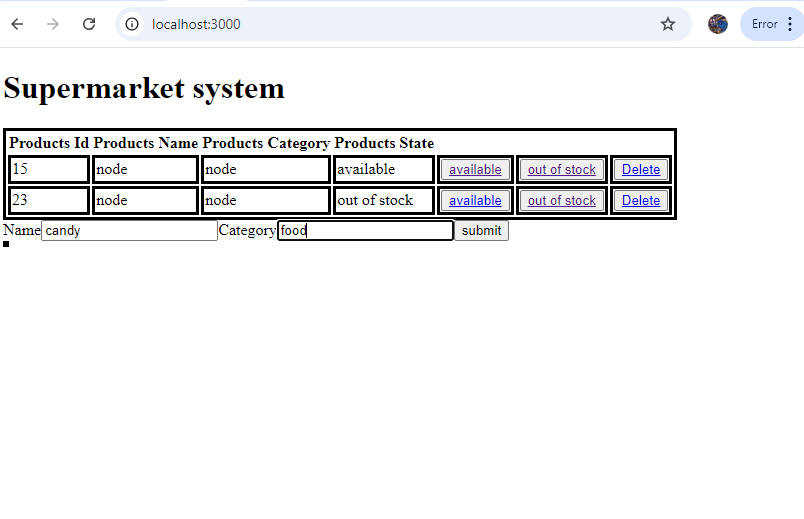 localhost:3000 Error
Supermarket system
Products Id Products Name Products Category Products State
15 node node available available out of stock Delete
23 node node out of stock available out of stock Delete
Name candy Category food submit